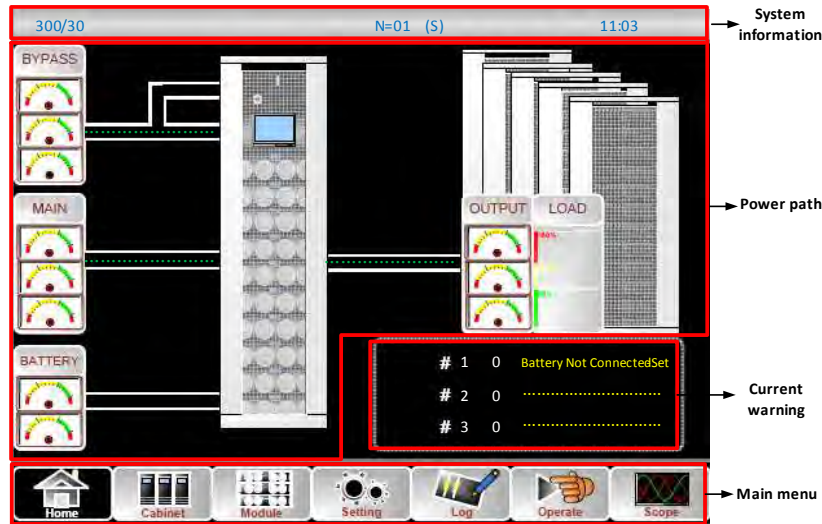 300/30 N=01 (S) 11:03
System
information
BYPASS
MAIN
OUTPUT LOAD
Power path
BATTERY
# 1 0 Battery Not ConnectedSet
# 2 0 ..............................
# 3 0 ..............................
Current
warning
Home Cabinet Module Setting Log Operate Scope
Main menu